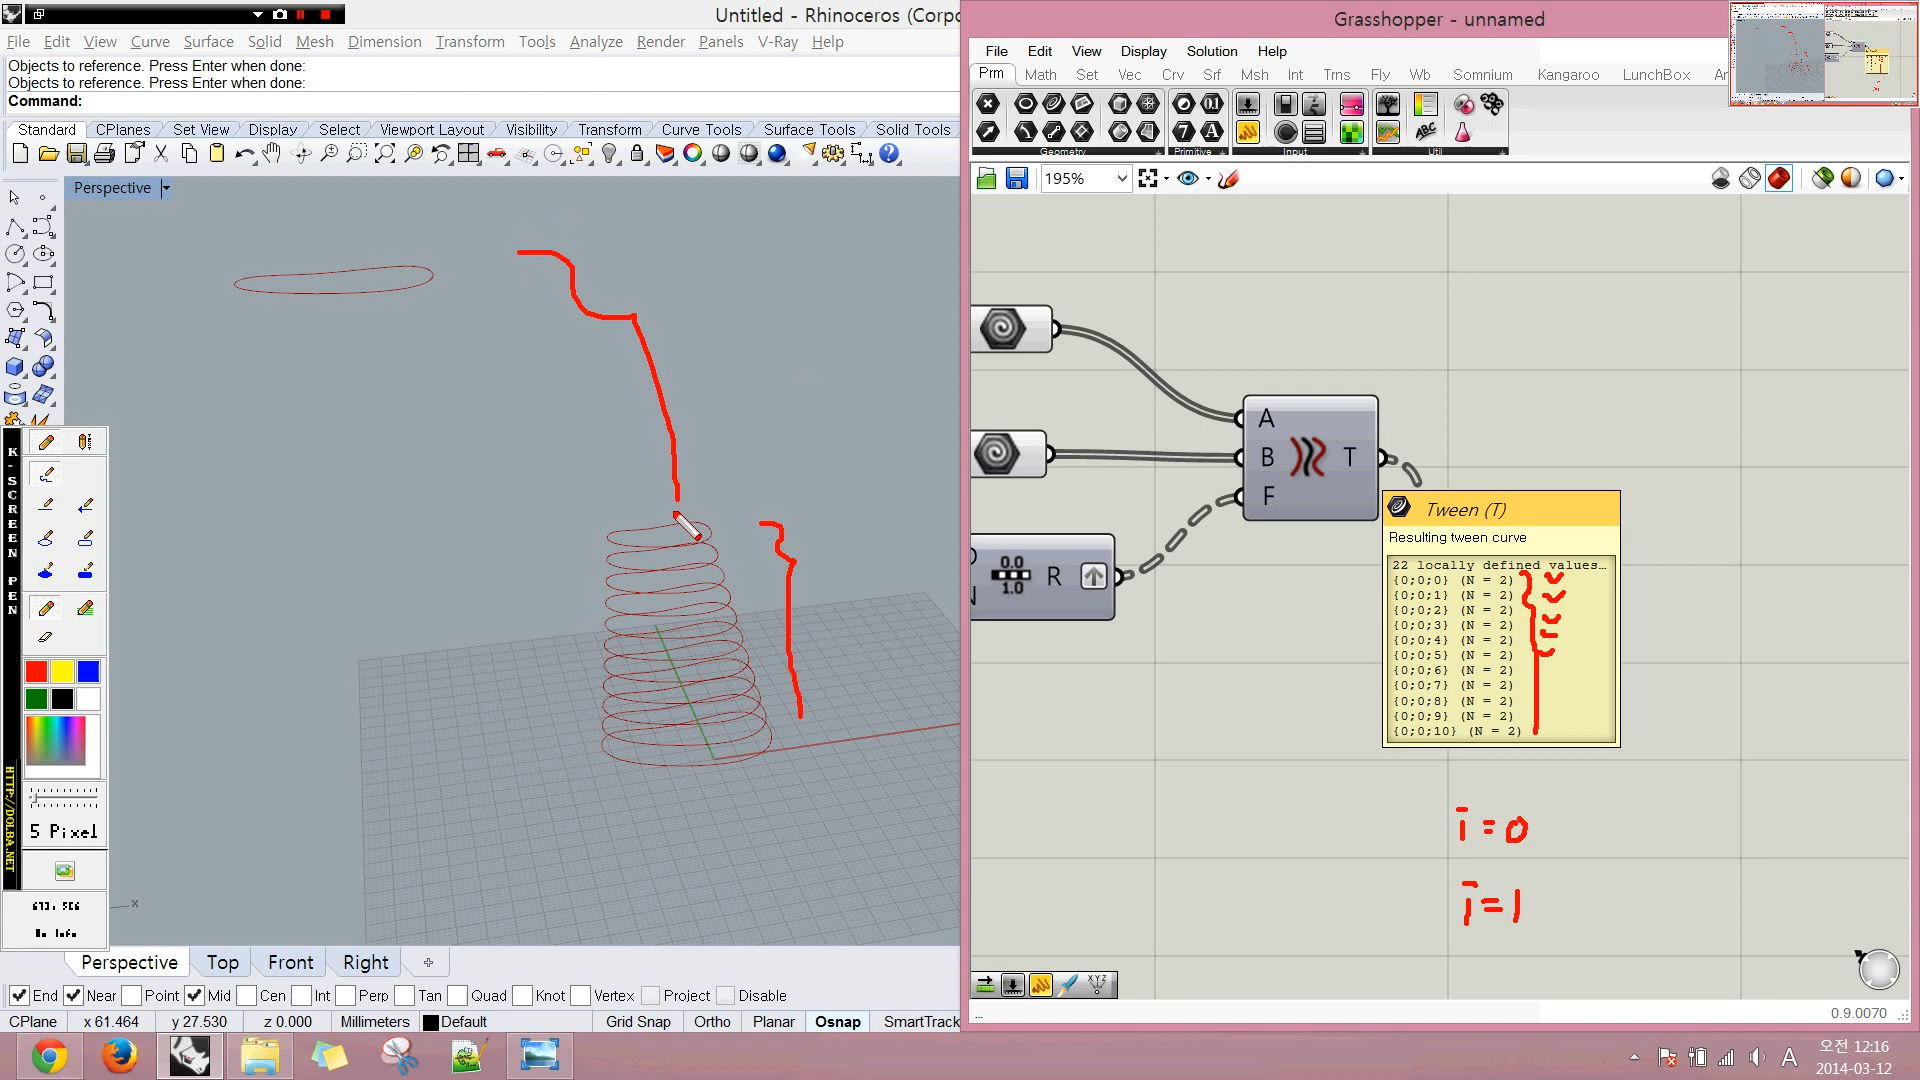 Untitled - Rhinoceros (Corpo
File Edit View Curve Surface Solid Mesh Dimension Transform Tools Analyze Render Panels V-Ray Help
Objects to reference. Press Enter when done:
Objects to reference. Press Enter when done:
Command:
Standard CPlanes Set View Display Select Viewport Layout Visibility Transform Curve Tools Surface Tools Solid Tools
Perspective
K-SCREEN PEN
HTTP://DOLBA.NET
5 Pixel
No Info
x
Perspective Top Front Right
End Near Point Mid Cen Int Perp Tan Quad Knot Vertex Project Disable
CPlane x 61.464 y 27.530 z 0.000 Millimeters Default Grid Snap Ortho Planar Osnap SmartTrack
Grasshopper - unnamed
File Edit View Display Solution Help
Prm Math Set Vec Crv Srf Msh Int Trns Fly Wb Somnium Kangaroo LunchBox
Geometry Primitive Input Util
195%
A
B T
F
0.0
1.0
R
N
Tween (T)
Resulting tween curve
22 locally defined values…
{0;0;0} (N = 2)
{0;0;1} (N = 2)
{0;0;2} (N = 2)
{0;0;3} (N = 2)
{0;0;4} (N = 2)
{0;0;5} (N = 2)
{0;0;6} (N = 2)
{0;0;7} (N = 2)
{0;0;8} (N = 2)
{0;0;9} (N = 2)
{0;0;10} (N = 2)
i = 0
i = 1
...
0.9.0070
A
오전 12:16
2014-03-12